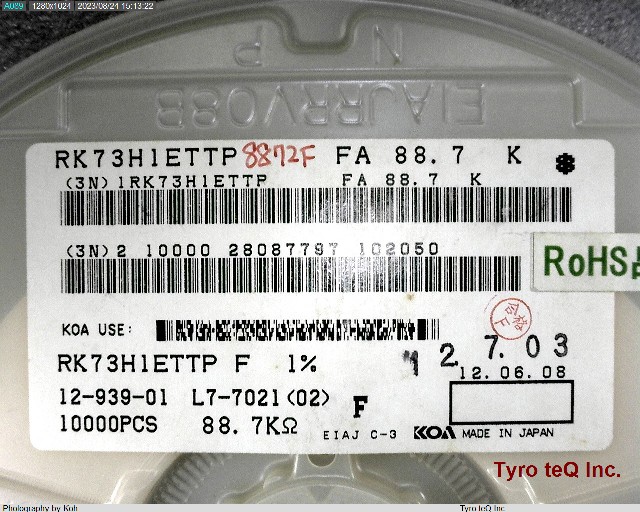 A089 1280x1024 2023/08/24 15:13:22
EIAJRRV08B
RK73H1ETTP 8872F FA 88.7 K *
(3N) 1RK73H1ETTP FA 88.7 K
(3N) 2 10000 28087797 102050
RoHS
KOA USE:
2.7.03
RK73H1ETTP F 1%
12.06.08
12-939-01 L7-7021(02)
F
10000PCS 88.7KΩ
EIAJ C-3 KOA MADE IN JAPAN
Tyro teQ Inc.
Photography by Koh Tyro teQ Inc